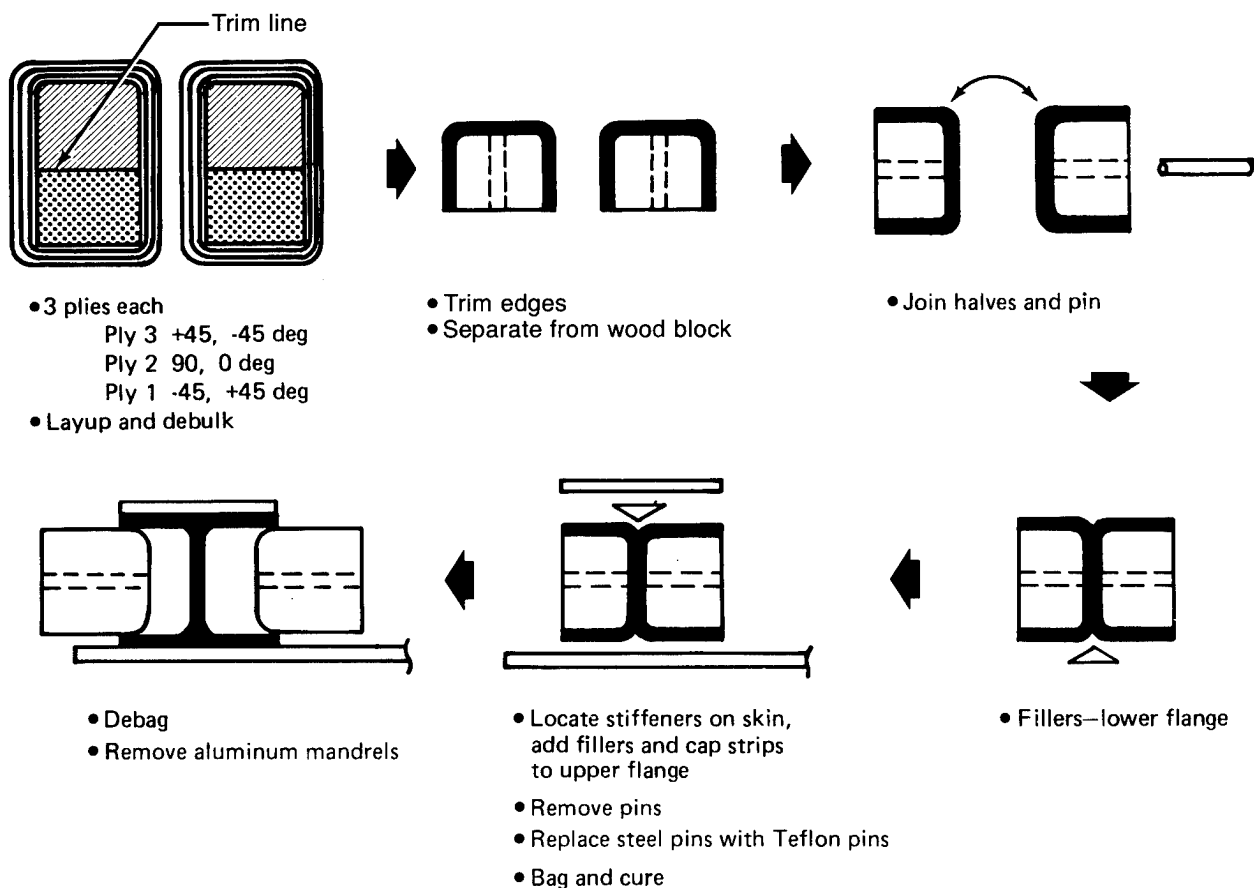 Trim line
• 3 plies each
Ply 3 +45, -45 deg
Ply 2 90, 0 deg
Ply 1 -45, +45 deg
• Layup and debulk
• Trim edges
• Separate from wood block
• Join halves and pin
• Fillers–lower flange
• Locate stiffeners on skin,
add fillers and cap strips
to upper flange
• Remove pins
• Replace steel pins with Teflon pins
• Bag and cure
• Debag
• Remove aluminum mandrels